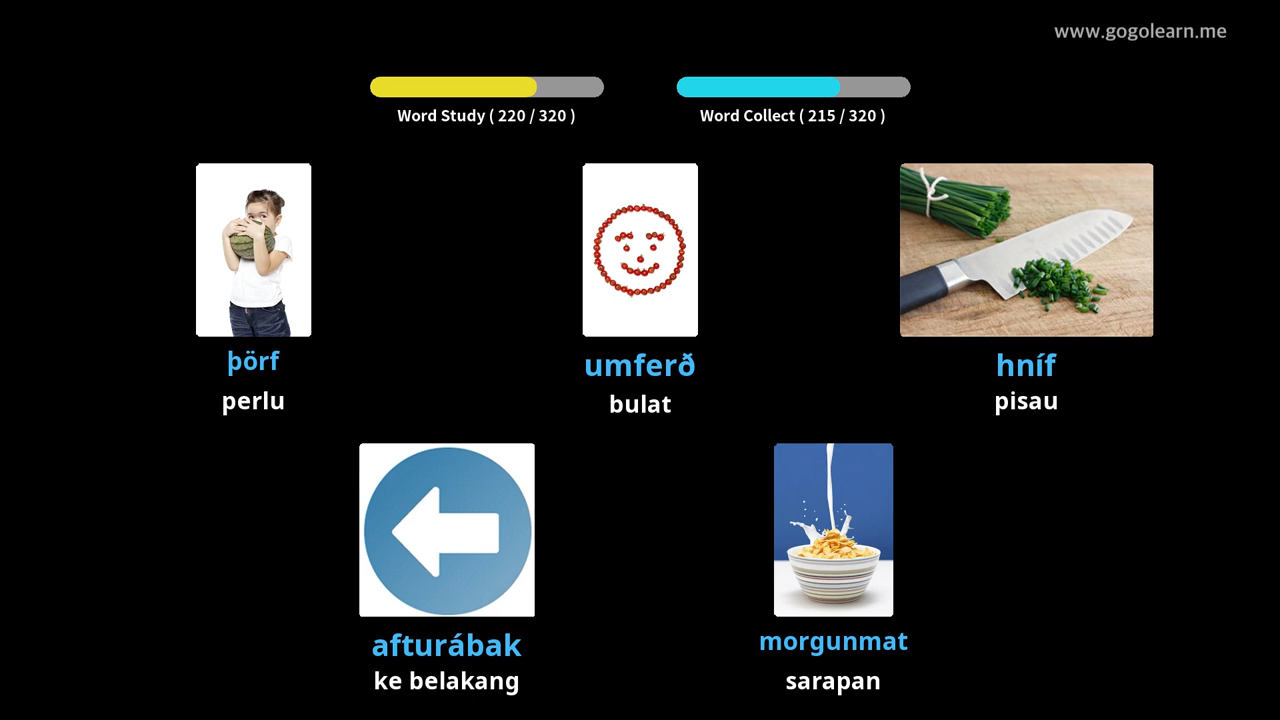 www.gogolearn.me
Word Study ( 220 / 320 )
Word Collect ( 215 / 320 )
þörf
perlu
umferð
bulat
hníf
pisau
afturábak
ke belakang
morgunmat
sarapan